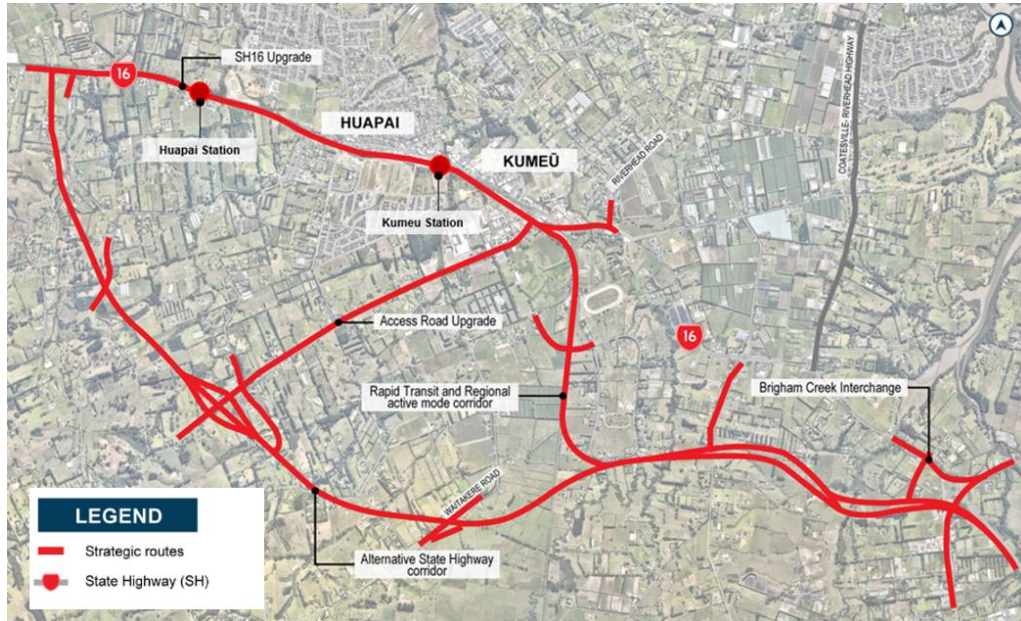 SH16 Upgrade
16
Huapai Station
HUAPAI
KUMEŪ
RIVERHEAD ROAD
COATESVILLE- RIVERHEAD HIGHWAY
Kumeu Station
Access Road Upgrade
16
Rapid Transit and Regional
active mode corridor
Brigham Creek Interchange
WAITAKERE ROAD
Alternative State Highway
corridor
LEGEND
Strategic routes
State Highway (SH)